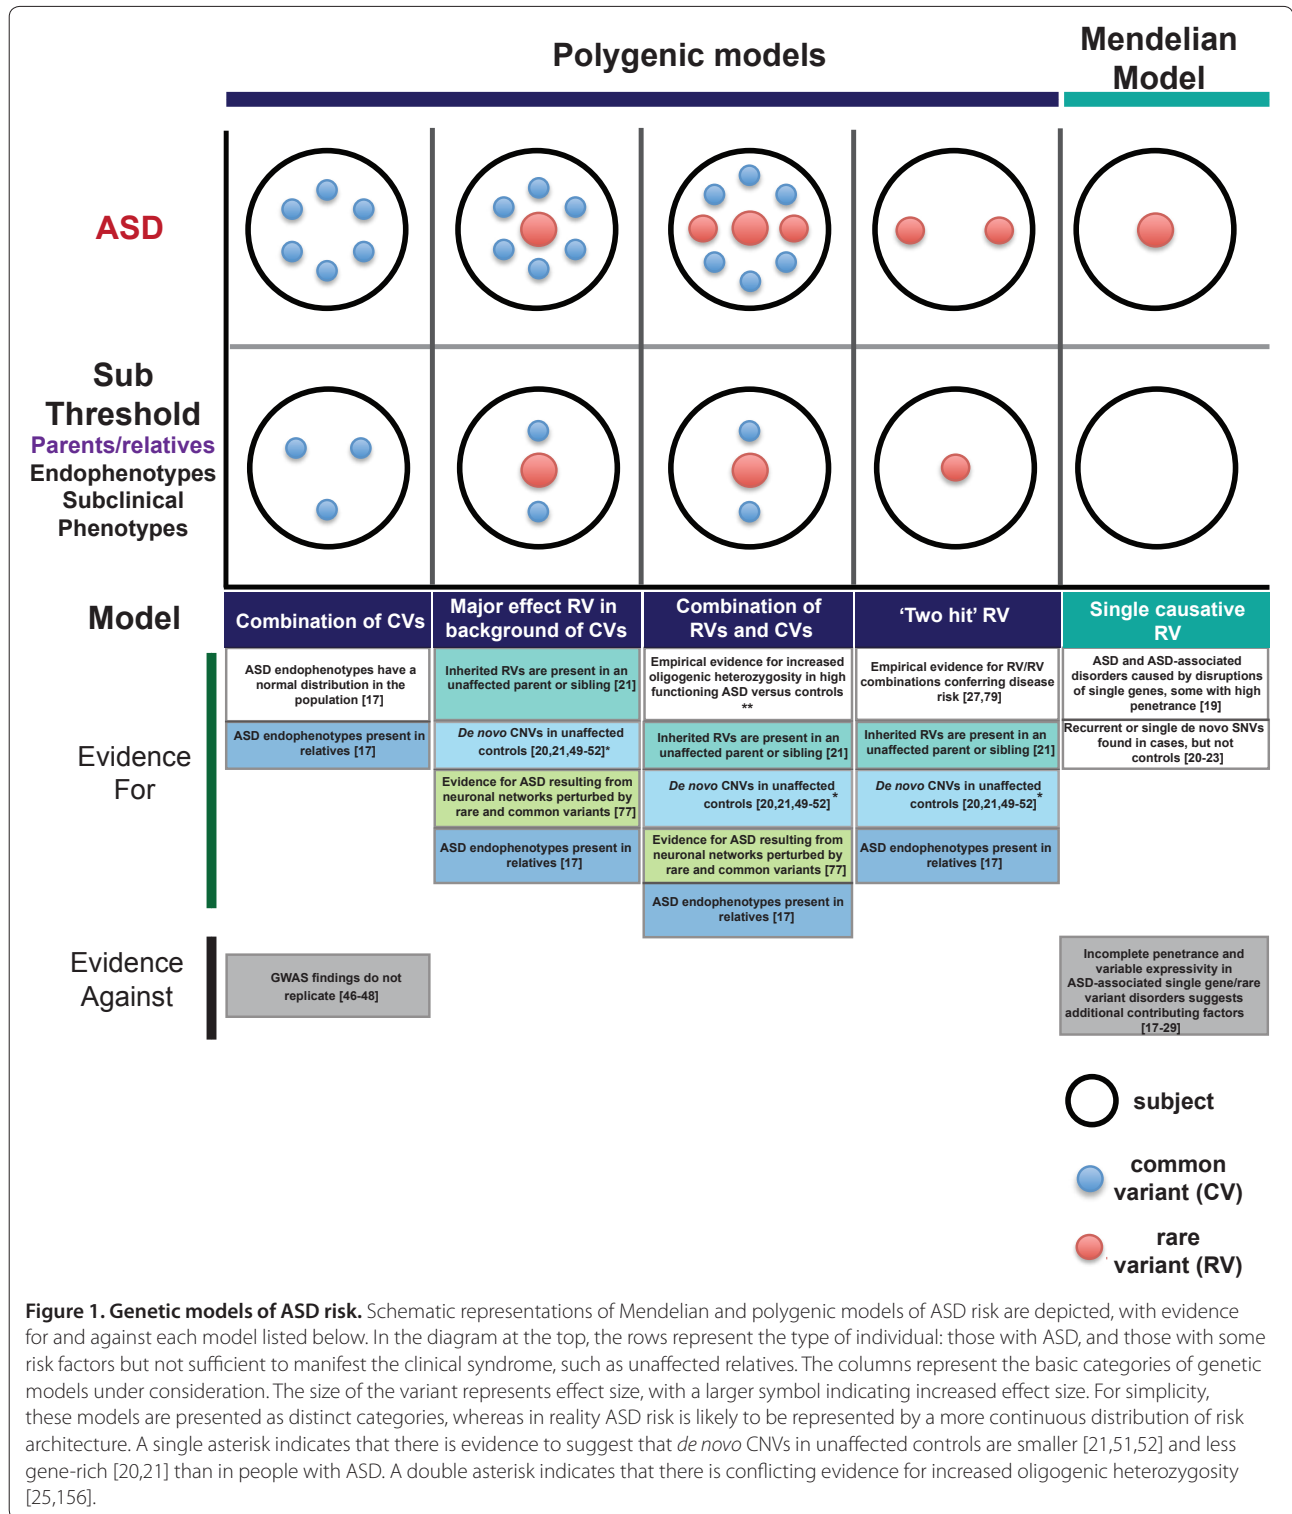 Polygenic models
Mendelian
Model
ASD
Sub
Threshold
Parents/relatives
Endophenotypes
Subclinical
Phenotypes
Model
Combination of CVs
Major effect RV in
background of CVs
Combination of
RVs and CVs
‘Two hit’ RV
Single causative
RV
Evidence
For
ASD endophenotypes have a
normal distribution in the
population [17]
ASD endophenotypes present in
relatives [17]
Inherited RVs are present in an
unaffected parent or sibling [21]
De novo CNVs in unaffected
controls [20,21,49-52]*
Evidence for ASD resulting from
neuronal networks perturbed by
rare and common variants [77]
ASD endophenotypes present in
relatives [17]
Empirical evidence for increased
oligogenic heterozygosity in high
functioning ASD versus controls
**
Inherited RVs are present in an
unaffected parent or sibling [21]
De novo CNVs in unaffected
controls [20,21,49-52]*
Evidence for ASD resulting from
neuronal networks perturbed by
rare and common variants [77]
ASD endophenotypes present in
relatives [17]
Empirical evidence for RV/RV
combinations conferring disease
risk [27,79]
Inherited RVs are present in an
unaffected parent or sibling [21]
De novo CNVs in unaffected
controls [20,21,49-52]*
ASD endophenotypes present in
relatives [17]
ASD and ASD-associated
disorders caused by disruptions
of single genes, some with high
penetrance [19]
Recurrent or single de novo SNVs
found in cases, but not
controls [20-23]
Evidence
Against
GWAS findings do not
replicate [46-48]
Incomplete penetrance and
variable expressivity in
ASD-associated single gene/rare
variant disorders suggests
additional contributing factors
[17-29]
subject
common
variant (CV)
rare
variant (RV)
Figure 1. Genetic models of ASD risk. Schematic representations of Mendelian and polygenic models of ASD risk are depicted, with evidence
for and against each model listed below. In the diagram at the top, the rows represent the type of individual: those with ASD, and those with some
risk factors but not sufficient to manifest the clinical syndrome, such as unaffected relatives. The columns represent the basic categories of genetic
models under consideration. The size of the variant represents effect size, with a larger symbol indicating increased effect size. For simplicity,
these models are presented as distinct categories, whereas in reality ASD risk is likely to be represented by a more continuous distribution of risk
architecture. A single asterisk indicates that there is evidence to suggest that de novo CNVs in unaffected controls are smaller [21,51,52] and less
gene-rich [20,21] than in people with ASD. A double asterisk indicates that there is conflicting evidence for increased oligogenic heterozygosity
[25,156].